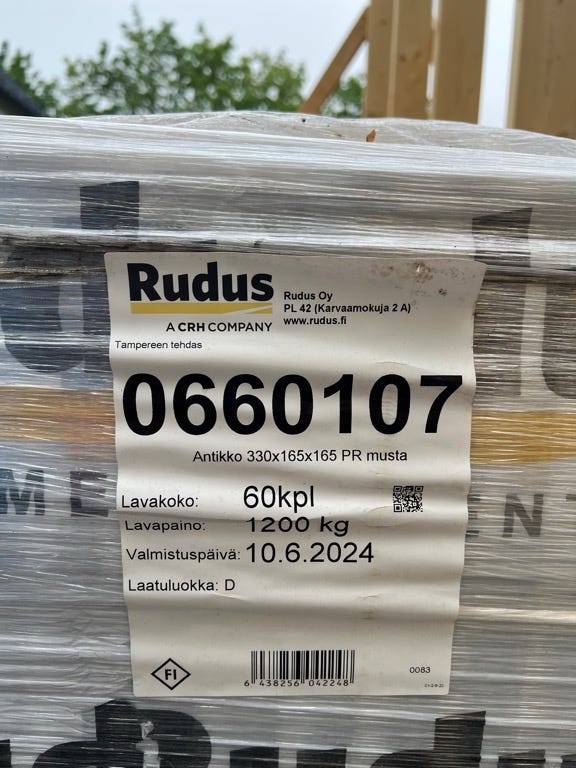 Rudus
A CRH COMPANY
Rudus Oy
PL 42 (Karvaamokuja 2 A)
www.rudus.fi
Tampereen tehdas
0660107
Antikko 330x165x165 PR musta
Lavakoko: 60kpl
Lavapaino: 1200 kg
Valmistuspäivä: 10.6.2024
Laatuluokka: D
FI
6 438256 042248
0083